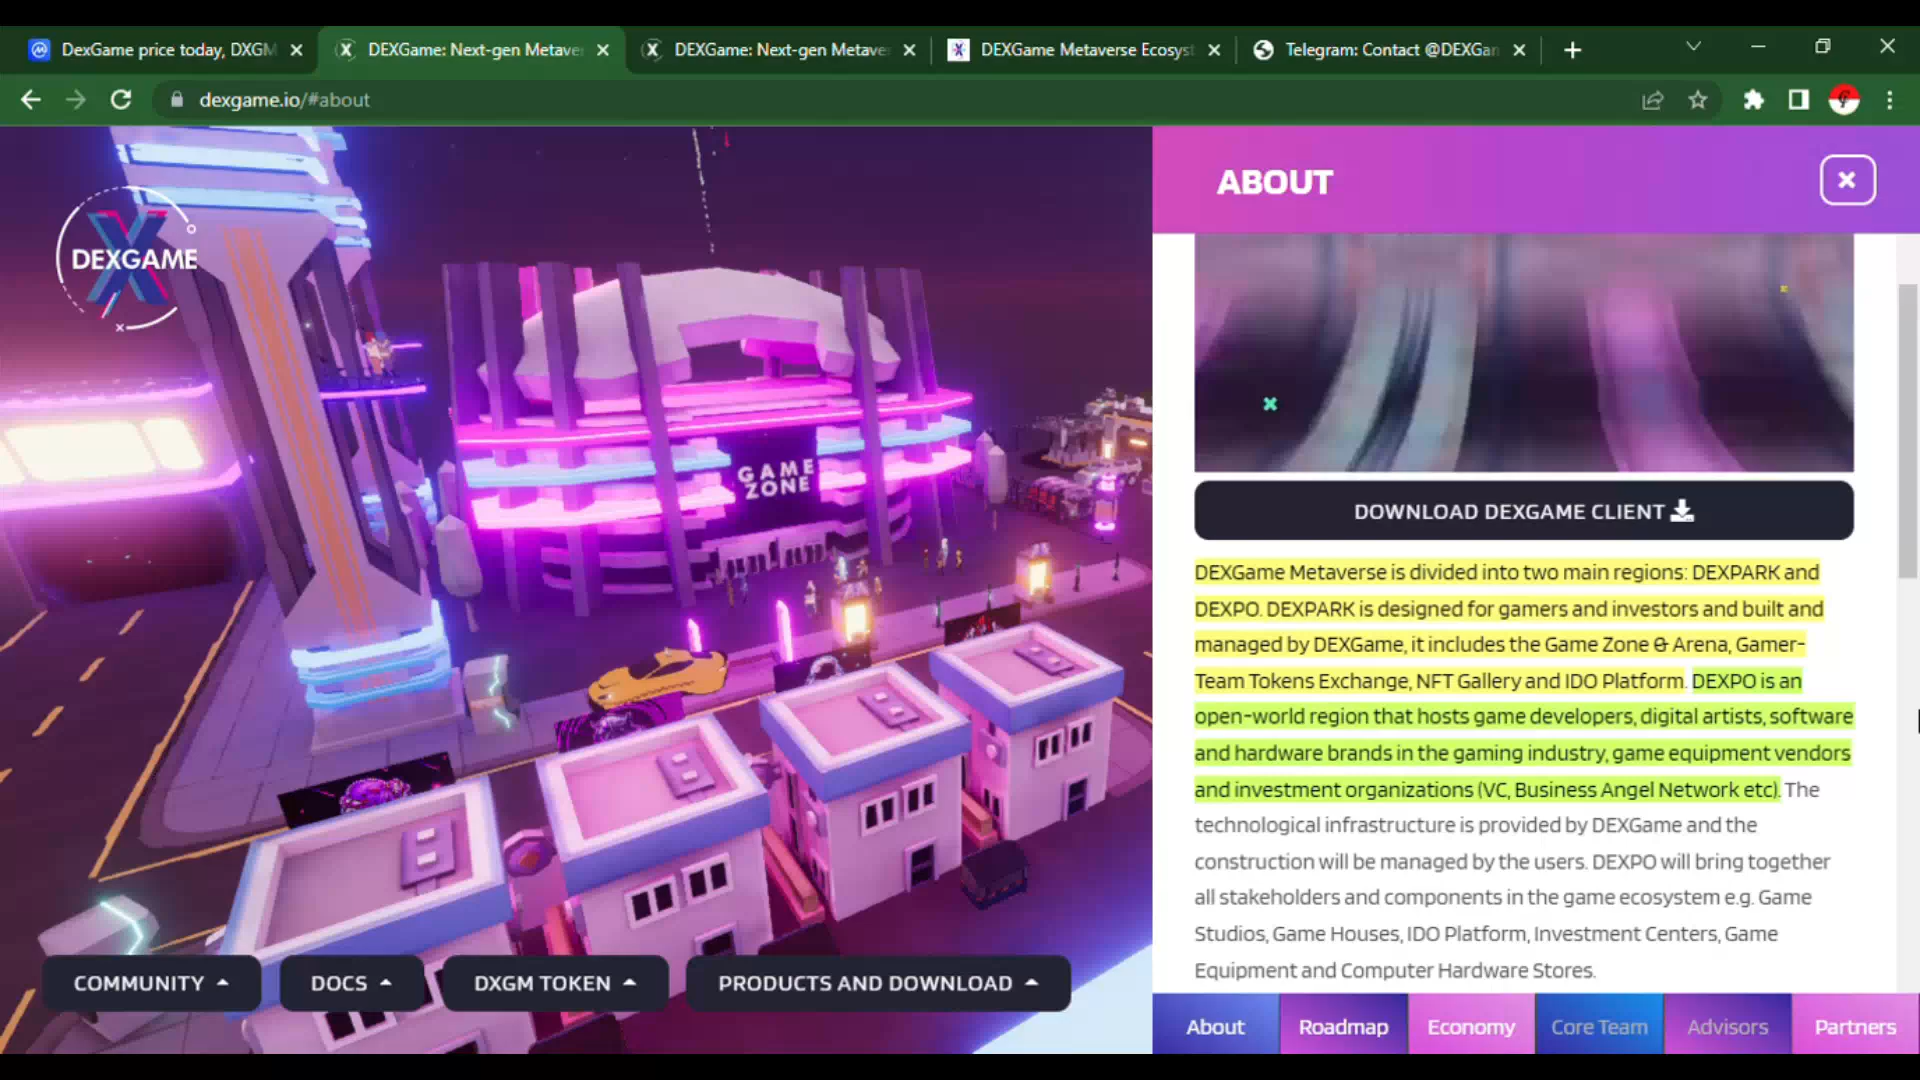 DexGame price today, DXGM
DEXGame: Next-gen Metave
DEXGame: Next-gen Metave
DEXGame Metaverse Ecosyst
Telegram: Contact @DEXGam
dexgame.io/#about
DEXGAME
GAME
ZONE
COMMUNITY
DOCS
DXGM TOKEN
PRODUCTS AND DOWNLOAD
ABOUT
DOWNLOAD DEXGAME CLIENT
DEXGame Metaverse is divided into two main regions: DEXPARK and
DEXPO. DEXPARK is designed for gamers and investors and built and
managed by DEXGame, it includes the Game Zone & Arena, Gamer-
Team Tokens Exchange, NFT Gallery and IDO Platform. DEXPO is an
open-world region that hosts game developers, digital artists, software
and hardware brands in the gaming industry, game equipment vendors
and investment organizations (VC, Business Angel Network etc). The
technological infrastructure is provided by DEXGame and the
construction will be managed by the users. DEXPO will bring together
all stakeholders and components in the game ecosystem e.g. Game
Studios, Game Houses, IDO Platform, Investment Centers, Game
Equipment and Computer Hardware Stores.
About
Roadmap
Economy
Core Team
Advisors
Partners